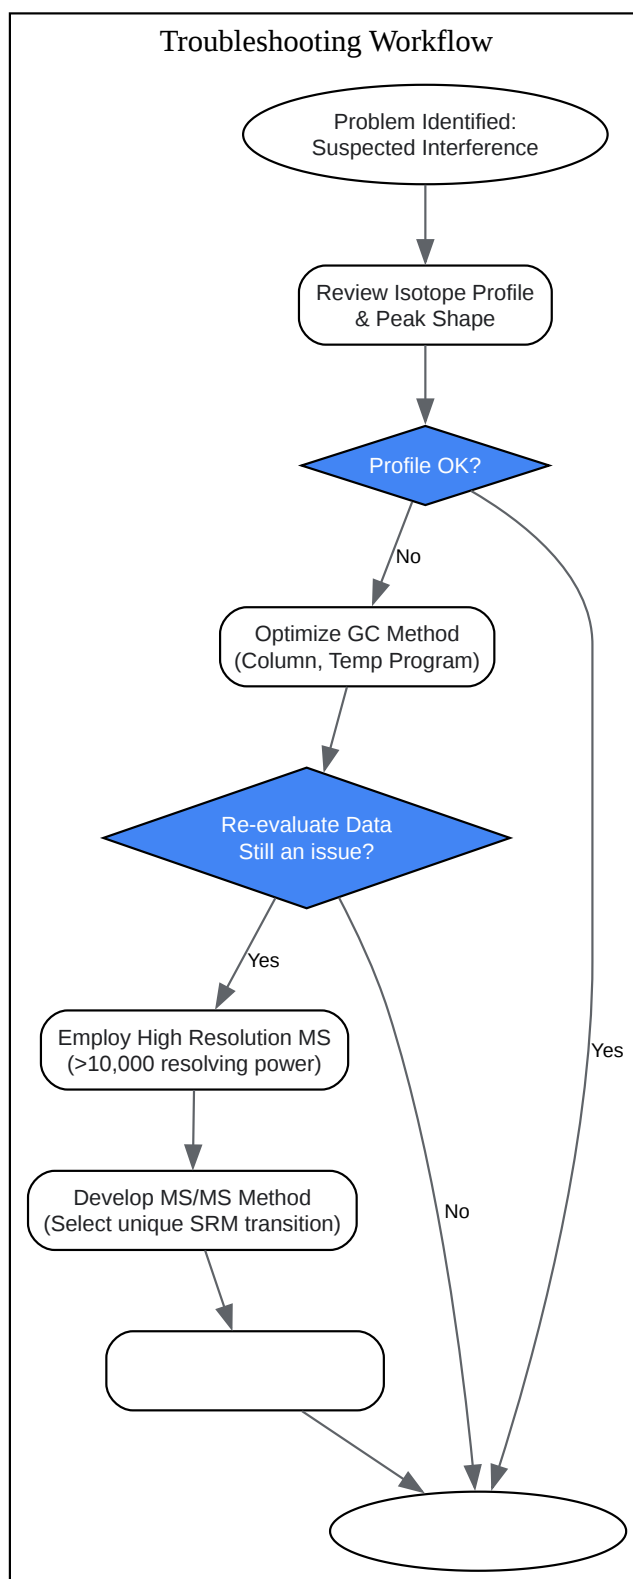 Troubleshooting Workflow
Problem Identified:
Suspected Interference
Review Isotope Profile
& Peak Shape
Profile OK?
No
Optimize GC Method
(Column, Temp Program)
Re-evaluate Data
Still an issue?
Yes
Employ High Resolution MS
(>10,000 resolving power)
Yes
Develop MS/MS Method
(Select unique SRM transition)
No